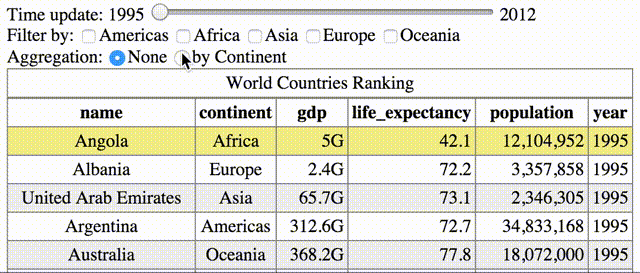 Time update: 1995 2012
Filter by: Americas Africa Asia Europe Oceania
Aggregation: None by Continent
World Countries Ranking
name continent gdp life_expectancy population year
Angola Africa 5G 42.1 12,104,952 1995
Albania Europe 2.4G 72.2 3,357,858 1995
United Arab Emirates Asia 65.7G 73.1 2,346,305 1995
Argentina Americas 312.6G 72.7 34,833,168 1995
Australia Oceania 368.2G 77.8 18,072,000 1995